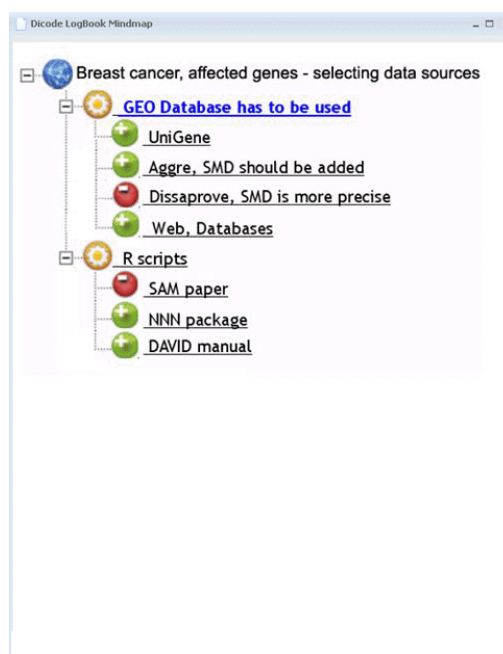 Dicode LogBook Mindmap
Breast cancer, affected genes - selecting data sources
GEO Database has to be used
UniGene
Aggre, SMD should be added
Dissaprove, SMD is more precise
Web, Databases
R scripts
SAM paper
NNN package
DAVID manual